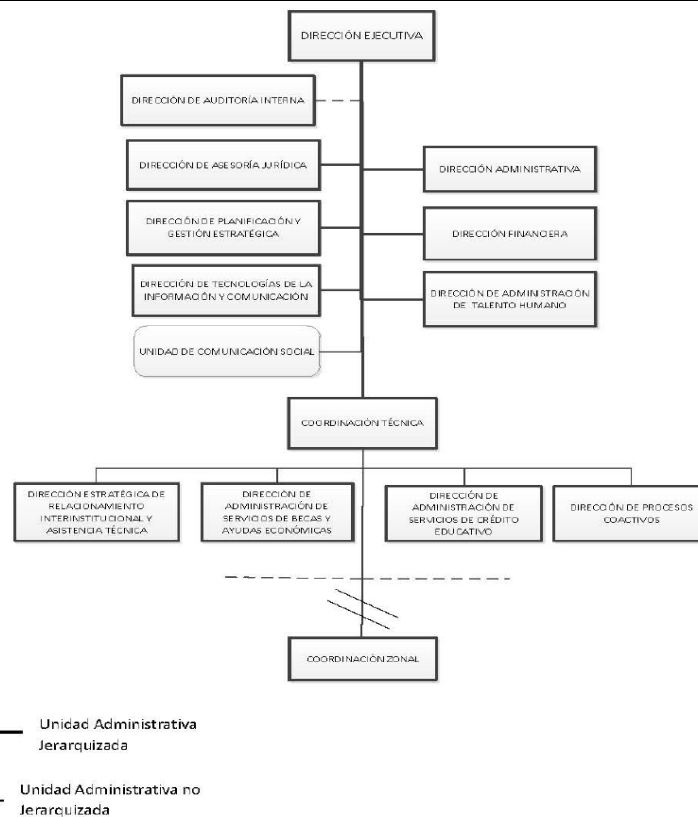 DIRECCIÓN EJECUTIVA
DIRECCIÓN DE AUDITORÍA INTERNA
DIRECCIÓN DE ASESORÍA JURÍDICA
DIRECCIÓN ADMINISTRATIVA
DIRECCIÓN DE PLANIFICACIÓN Y
GESTIÓN ESTRATÉGICA
DIRECCIÓN FINANCIERA
DIRECCIÓN DE TECNOLOGÍAS DE LA
INFORMACIÓN Y COMUNICACIÓN
DIRECCIÓN DE ADMINISTRACIÓN
DE TALENTO HUMANO
UNIDAD DE COMUNICACIÓN SOCIAL
COORDINACIÓN TÉCNICA
DIRECCIÓN ESTRATÉGICA DE
RELACIONAMIENTO
INTERINSTITUCIONAL Y
ASISTENCIA TÉCNICA
DIRECCIÓN DE
ADMINISTRACIÓN DE
SERVICIOS DE BECAS Y
AYUDAS ECONÓMICAS
DIRECCIÓN DE
ADMINISTRACIÓN DE
SERVICIOS DE CRÉDITO
EDUCATIVO
DIRECCIÓN DE PROCESOS
COACTIVOS
COORDINACIÓN ZONAL
Unidad Administrativa
Jerarquizada
Unidad Administrativa no
Jerarquizada